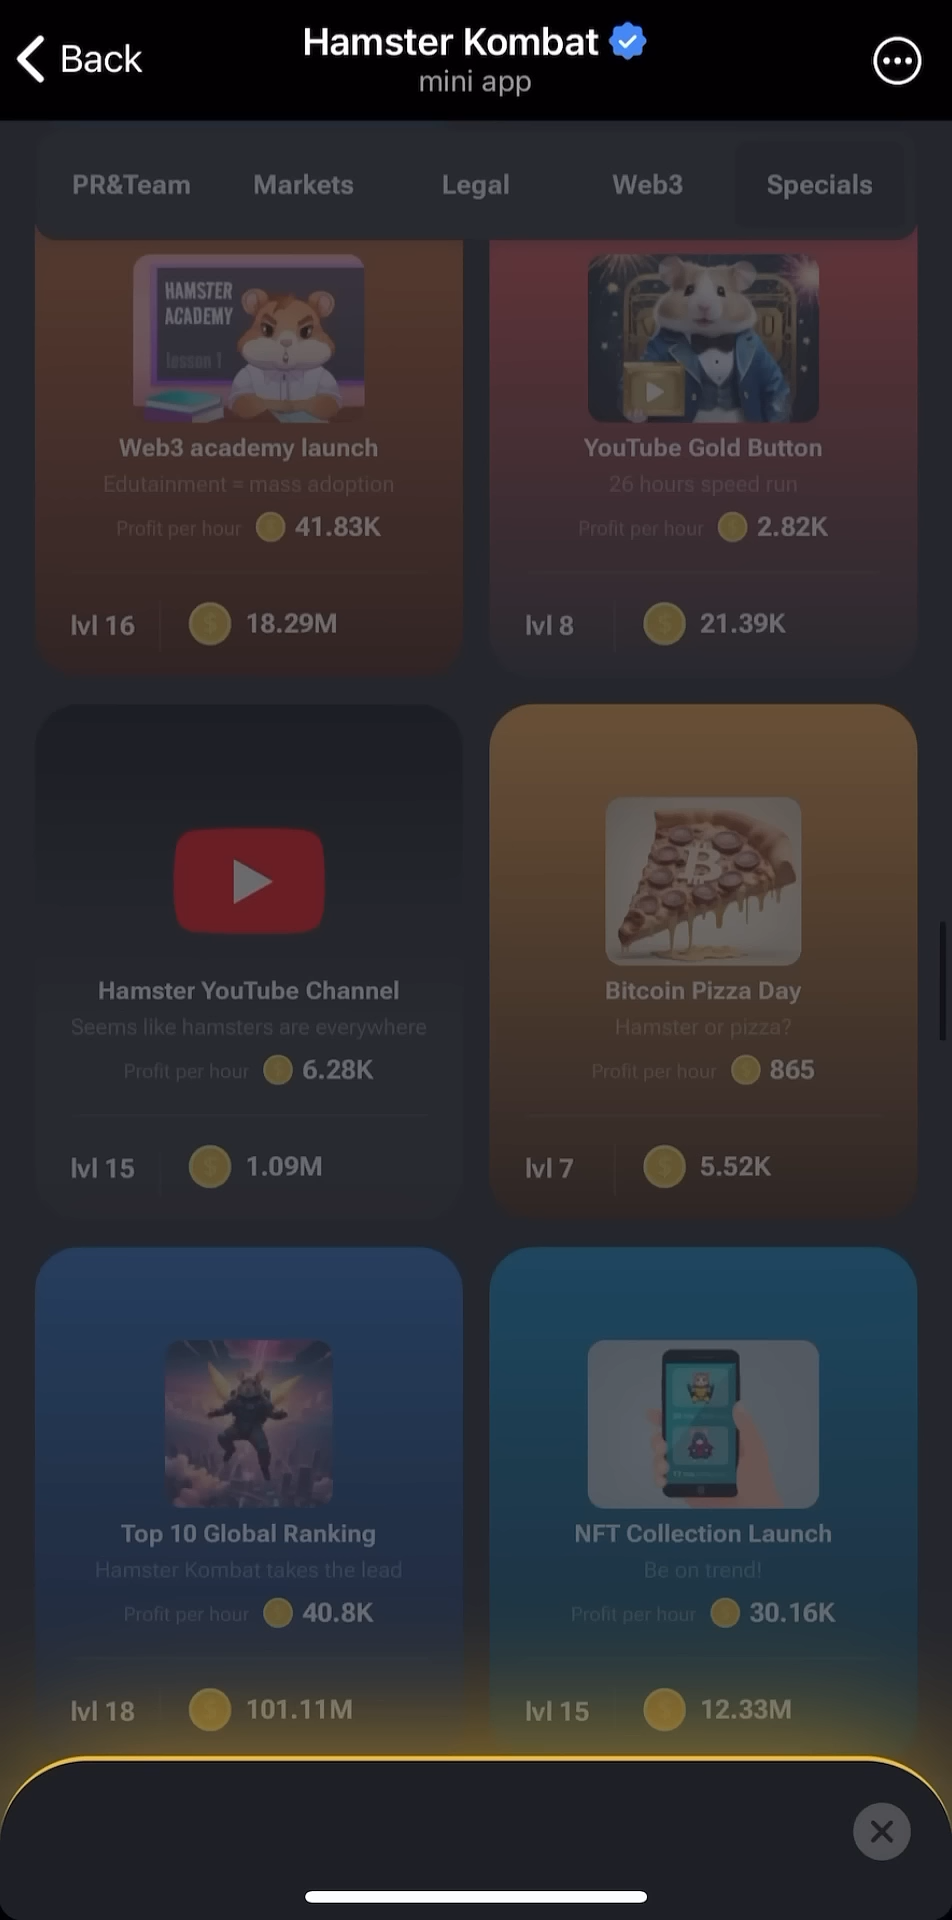 Back
Hamster Kombat
mini app
PR&Team Markets Legal Web3 Specials
HAMSTER
ACADEMY
lesson 1
Web3 academy launch
Edutainment = mass adoption
Profit per hour 41.83K
lvl 16 18.29M
YouTube Gold Button
26 hours speed run
Profit per hour 2.82K
lvl 8 21.39K
Hamster YouTube Channel
Seems like hamsters are everywhere
Profit per hour 6.28K
lvl 15 1.09M
Bitcoin Pizza Day
Hamster or pizza?
Profit per hour 865
lvl 7 5.52K
Top 10 Global Ranking
Hamster Kombat takes the lead
Profit per hour 40.8K
lvl 18 101.11M
NFT Collection Launch
Be on trend!
Profit per hour 30.16K
lvl 15 12.33M